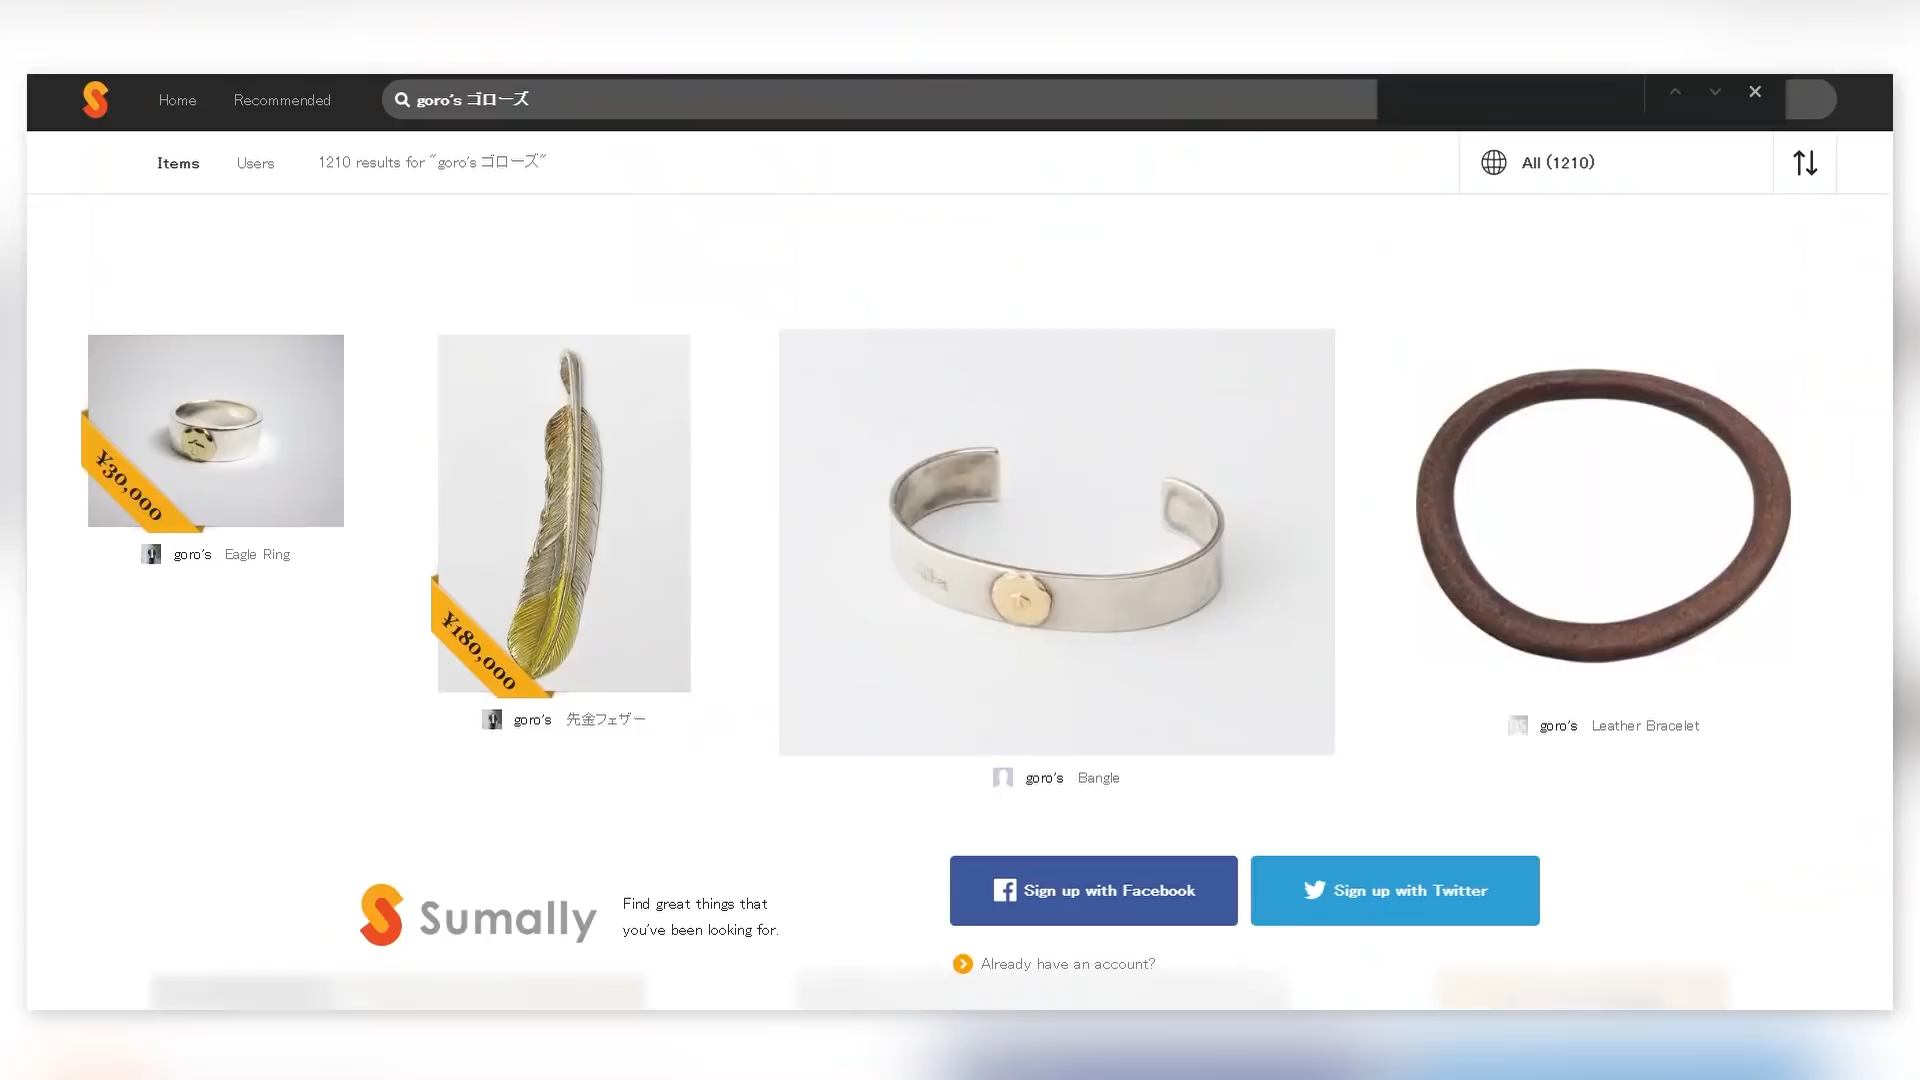 Home
Recommended
goro's ゴローズ
Items
Users
1210 results for "goro's ゴローズ"
All (1210)
¥30,000
goro's Eagle Ring
¥180,000
goro's 先金フェザー
goro's Bangle
goro's Leather Bracelet
Sumally
Find great things that
you've been looking for.
Sign up with Facebook
Sign up with Twitter
Already have an account?